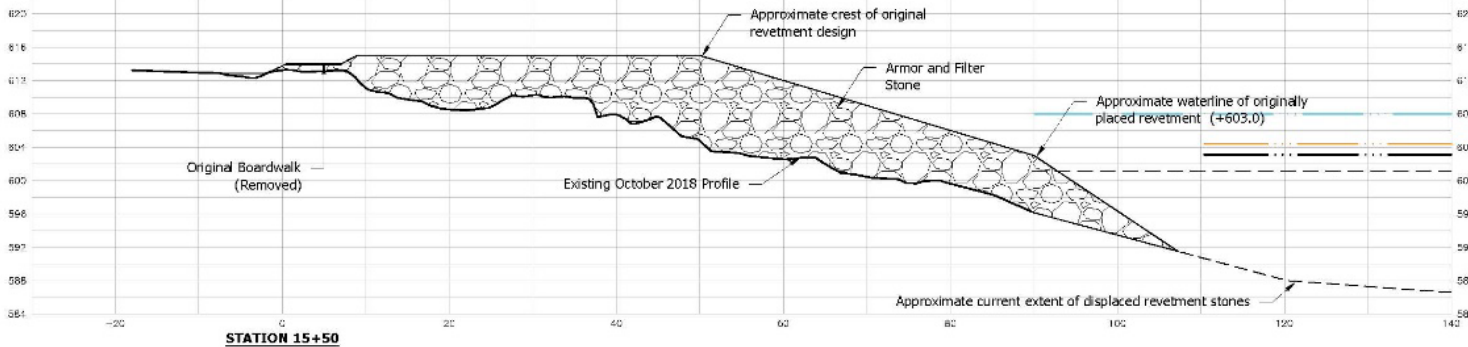 620
616
612
608
604
600
596
592
588
584
Approximate crest of original
revetment design
Armor and Filter
Stone
Approximate waterline of originally
placed revetment (+603.0)
Original Boardwalk
(Removed)
Existing October 2018 Profile
Approximate current extent of displaced revetment stones
-20
0
20
40
60
80
100
120
140
STATION 15+50